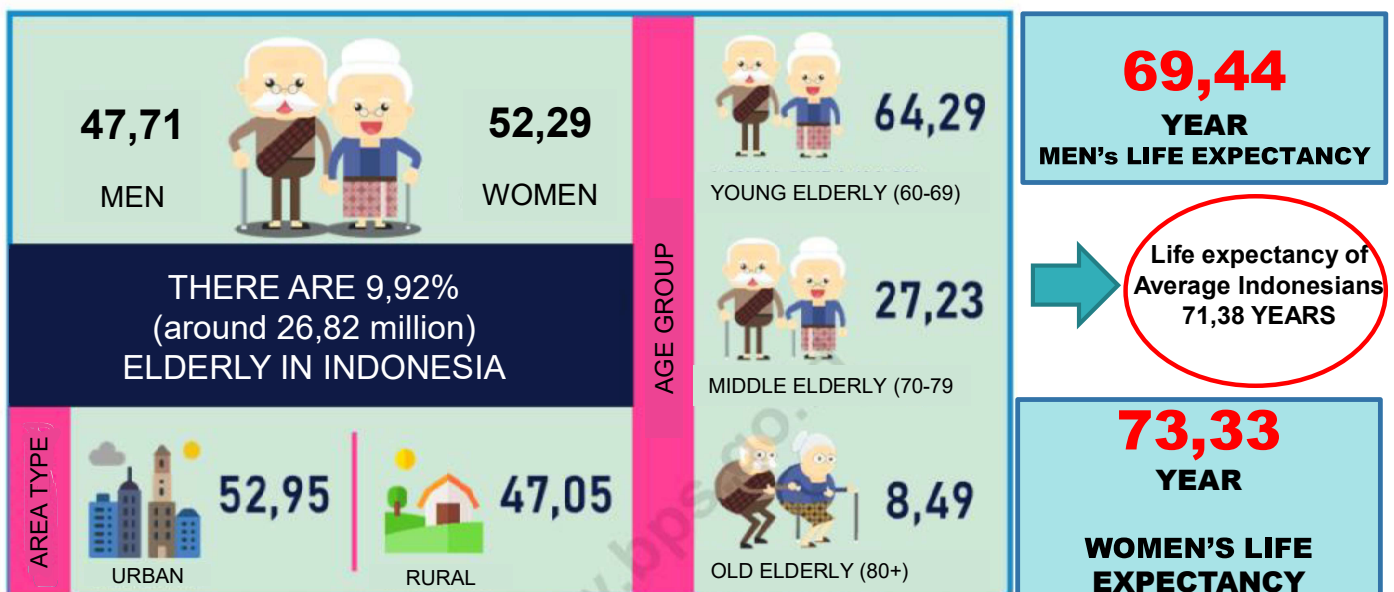 47,71
MEN
52,29
WOMEN
THERE ARE 9,92%
(around 26,82 million)
ELDERLY IN INDONESIA
AREA TYPE
52,95
URBAN
47,05
RURAL
AGE GROUP
64,29
YOUNG ELDERLY (60-69)
27,23
MIDDLE ELDERLY (70-79
8,49
OLD ELDERLY (80+)
69,44
YEAR
MEN's LIFE EXPECTANCY
Life expectancy of
Average Indonesians
71,38 YEARS
73,33
YEAR
WOMEN'S LIFE
EXPECTANCY